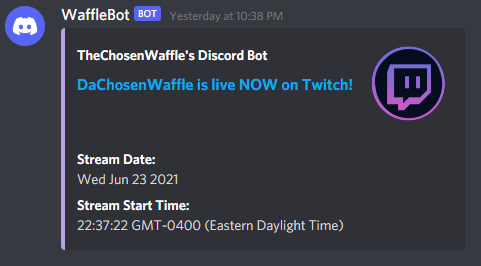 WaffleBot BOT Yesterday at 10:38 PM
TheChosenWaffle's Discord Bot
DaChosenWaffle is live NOW on Twitch!
Stream Date:
Wed Jun 23 2021
Stream Start Time:
22:37:22 GMT-0400 (Eastern Daylight Time)